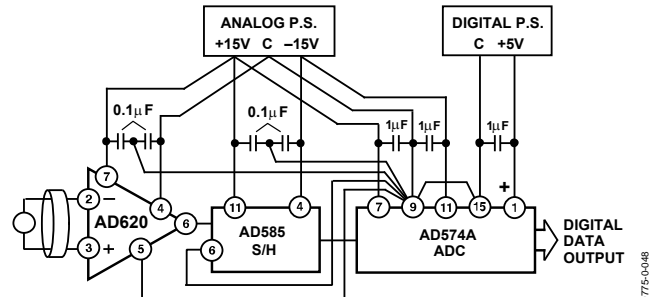 ANALOG P.S.
+15V C –15V
DIGITAL P.S.
C +5V
0.1µF
0.1µF
1µF
1µF
1µF
+
7
4
11
4
7
9
11
15
1
2
–
AD620
6
3
+
5
6
AD585
S/H
AD574A
ADC
DIGITAL
DATA
OUTPUT
775-0-048